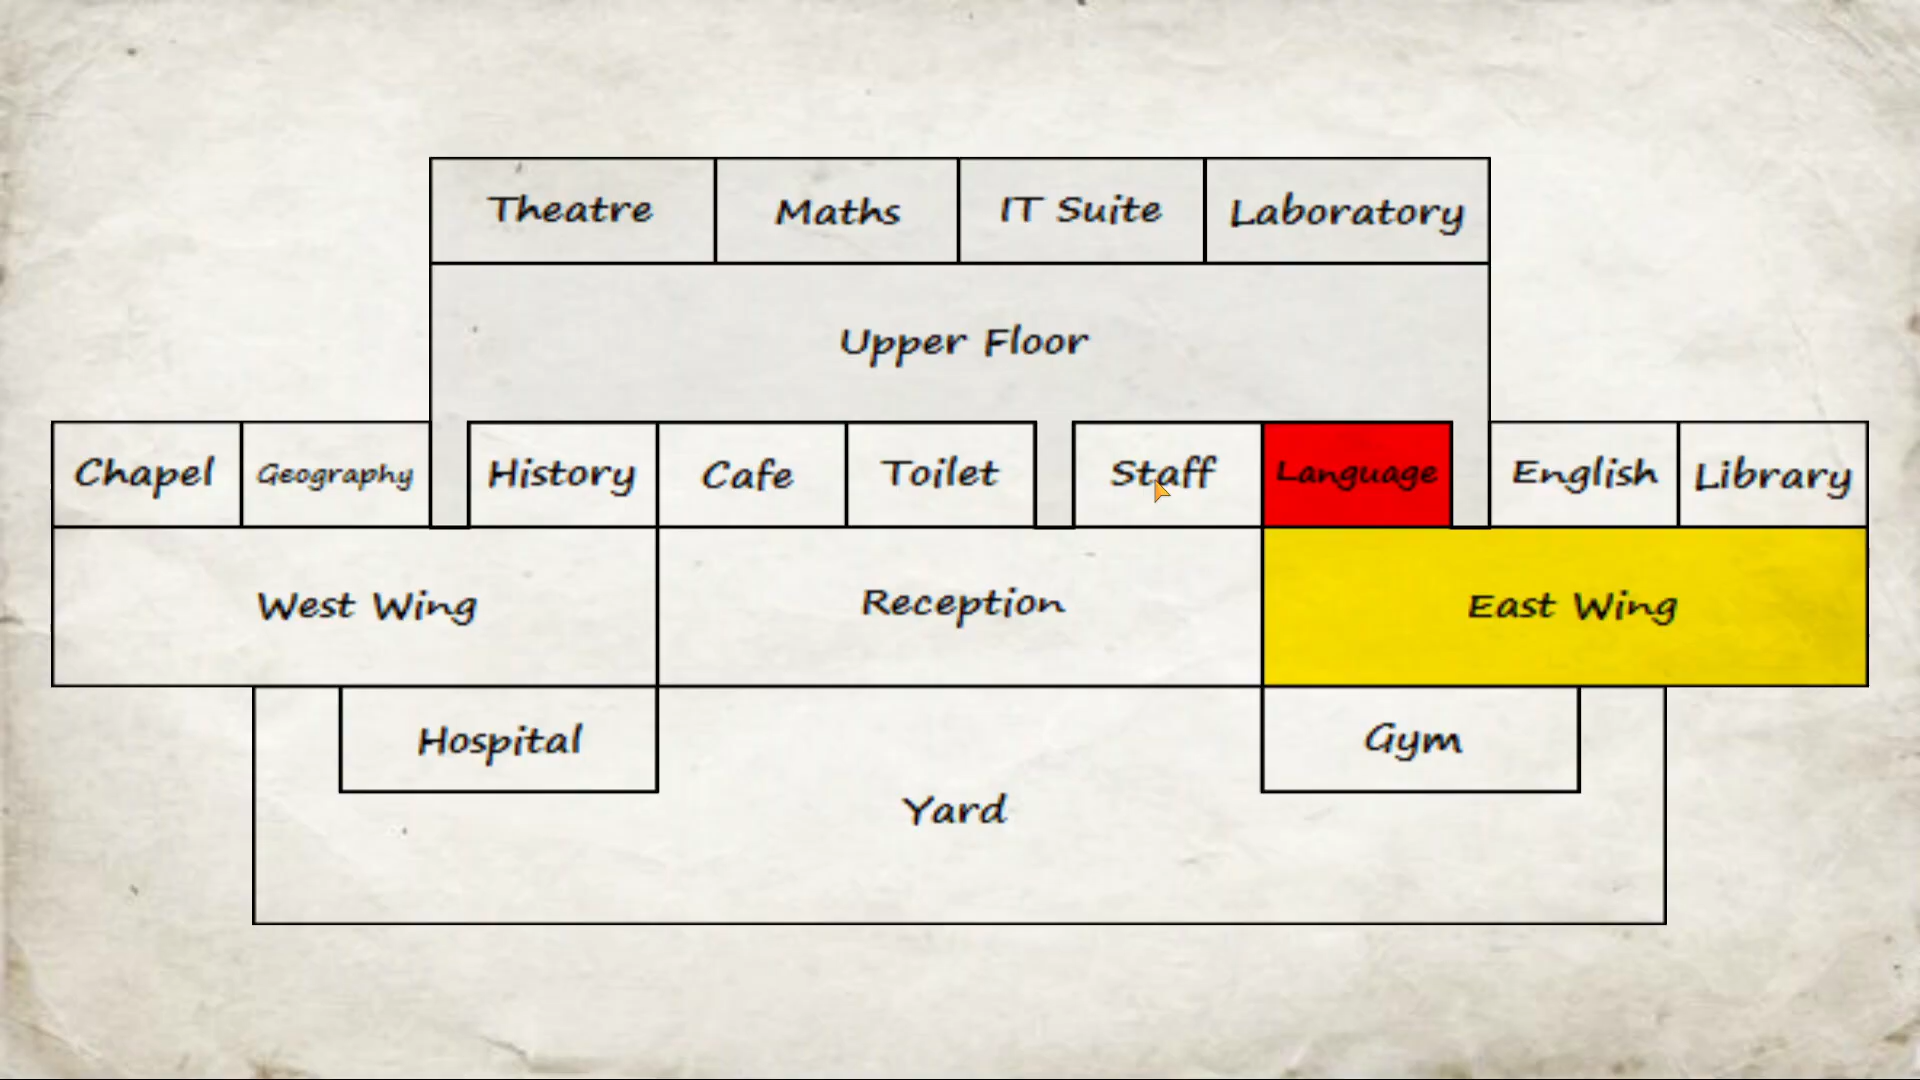 Theatre
Maths
IT Suite
Laboratory
Upper Floor
Chapel
Geography
History
Cafe
Toilet
Staff
Language
English
Library
West Wing
Reception
East Wing
Hospital
Gym
Yard